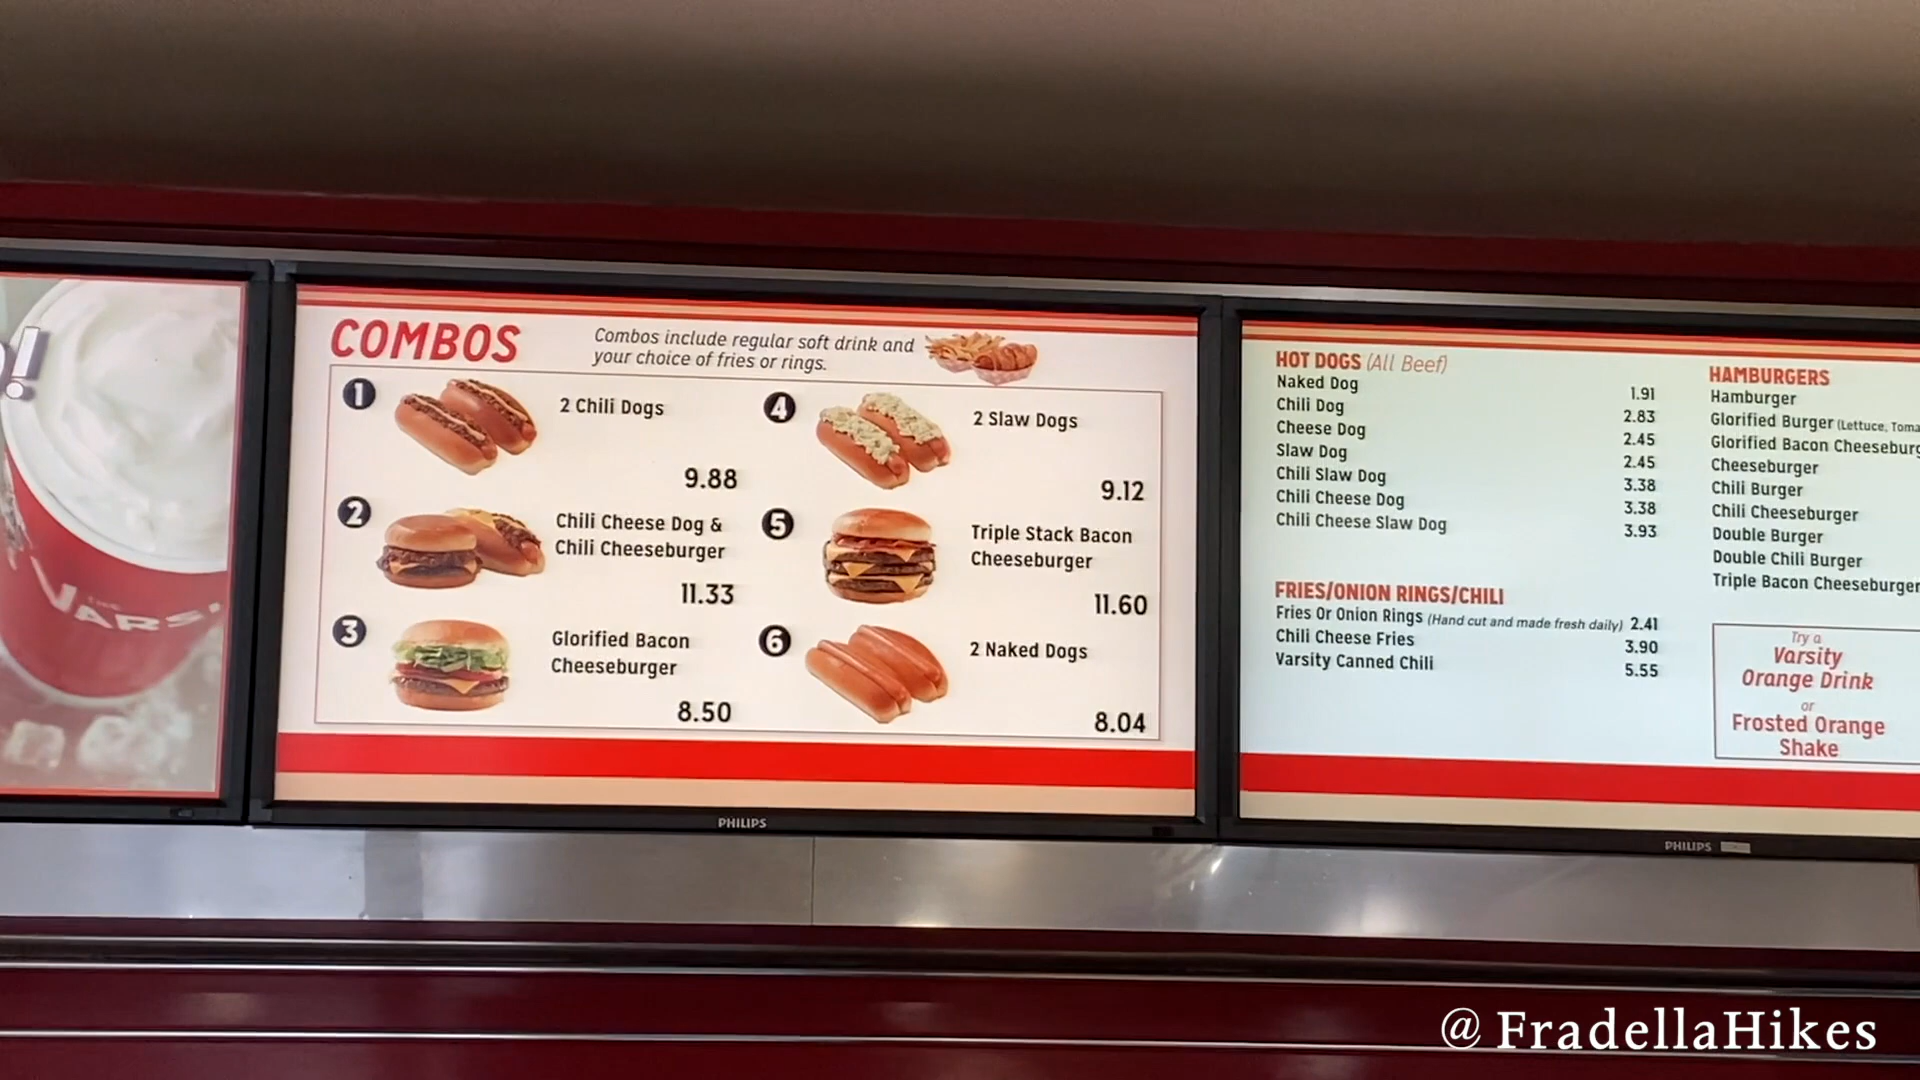 COMBOS
Combos include regular soft drink and
your choice of fries or rings.
1
2 Chili Dogs
9.88
2
Chili Cheese Dog &
Chili Cheeseburger
11.33
3
Glorified Bacon
Cheeseburger
8.50
4
2 Slaw Dogs
9.12
5
Triple Stack Bacon
Cheeseburger
11.60
6
2 Naked Dogs
8.04
PHILIPS
HOT DOGS (All Beef)
Naked Dog 1.91
Chili Dog 2.83
Cheese Dog 2.45
Slaw Dog 2.45
Chili Slaw Dog 3.38
Chili Cheese Dog 3.38
Chili Cheese Slaw Dog 3.93
FRIES/ONION RINGS/CHILI
Fries Or Onion Rings (Hand cut and made fresh daily) 2.41
Chili Cheese Fries 3.90
Varsity Canned Chili 5.55
HAMBURGERS
Hamburger
Glorified Burger (Lettuce, Toma
Glorified Bacon Cheeseburg
Cheeseburger
Chili Burger
Chili Cheeseburger
Double Burger
Double Chili Burger
Triple Bacon Cheeseburger
Try a
Varsity
Orange Drink
or
Frosted Orange
Shake
PHILIPS
THE
VARSI
@FradellaHikes